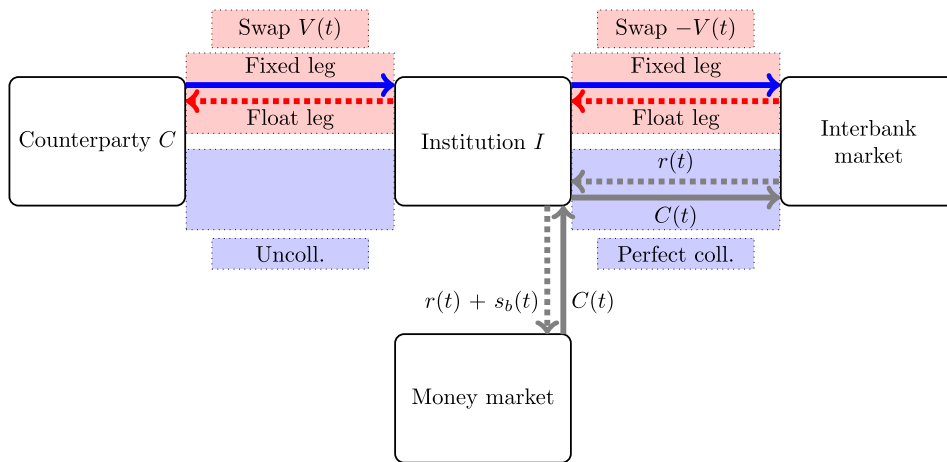 Swap V(t)
Swap −V(t)
Fixed leg
Fixed leg
Float leg
Float leg
Counterparty C
Institution I
Interbank
market
r(t)
C(t)
Uncoll.
Perfect coll.
r(t) + s_b(t)
C(t)
Money market